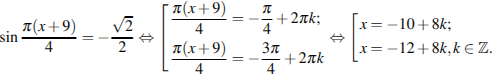 sin π(x+9)/4 = −√2/2 ⇔ [ π(x+9)/4 = −π/4 + 2πk; π(x+9)/4 = −3π/4 + 2πk ⇔ [ x = −10 + 8k; x = −12 + 8k, k ∈ ℤ.